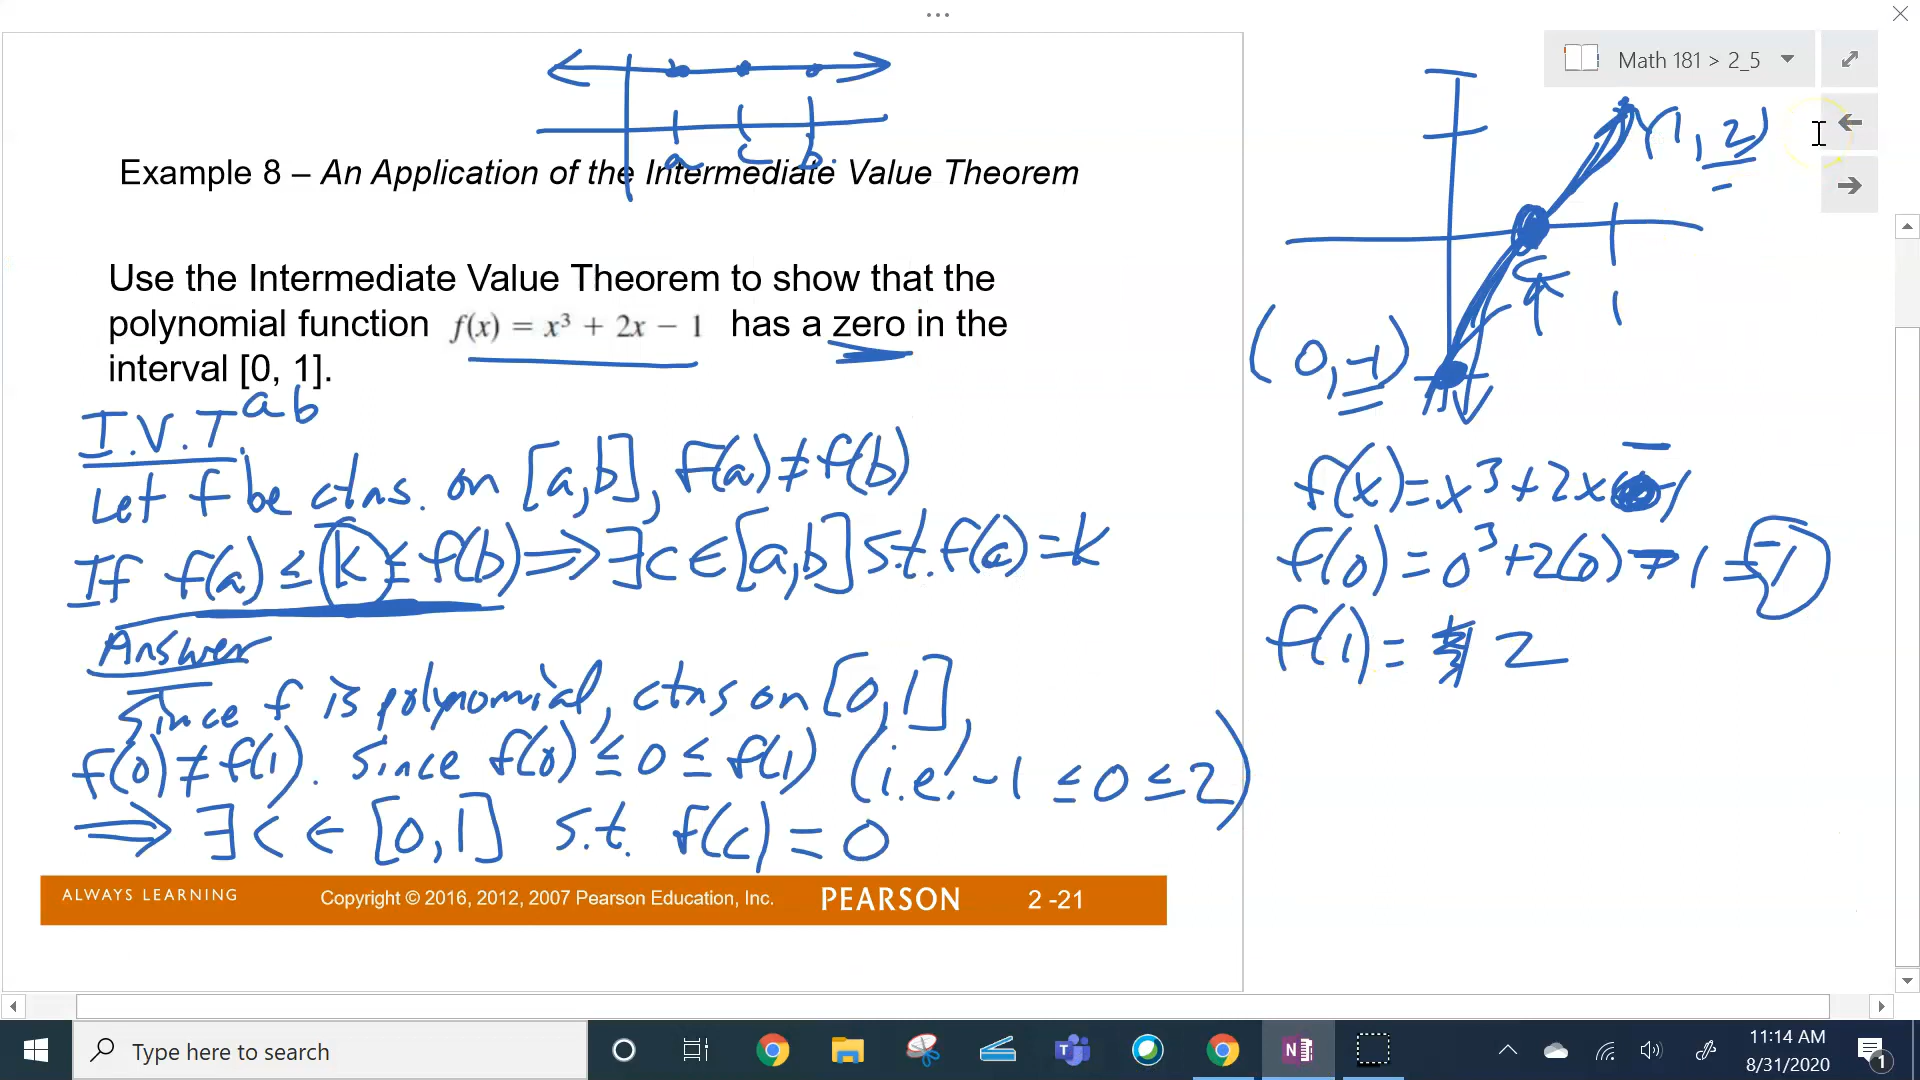 Math 181 > 2_5
a c b
Example 8 – An Application of the Intermediate Value Theorem
Use the Intermediate Value Theorem to show that the
polynomial function f(x) = x³ + 2x − 1 has a zero in the
interval [0, 1].
a b
I.V.T.
Let f be ctns. on [a,b], f(a) ≠ f(b)
If f(a) ≤ k ≤ f(b) ⟹ ∃ c ∈ [a,b] s.t. f(a) = k
Answer
Since f is polynomial, ctns on [0,1],
f(0) ≠ f(1). Since f(0) ≤ 0 ≤ f(1) (i.e. -1 ≤ 0 ≤ 2)
⟹ ∃ c ∈ [0,1] s.t. f(c) = 0
(1, 2)
c
1
(0, -1)
f(x) = x³ + 2x - 1
f(0) = 0³ + 2(0) - 1 = -1
f(1) = 2
ALWAYS LEARNING Copyright © 2016, 2012, 2007 Pearson Education, Inc. PEARSON 2 -21
Type here to search
11:14 AM
8/31/2020
1